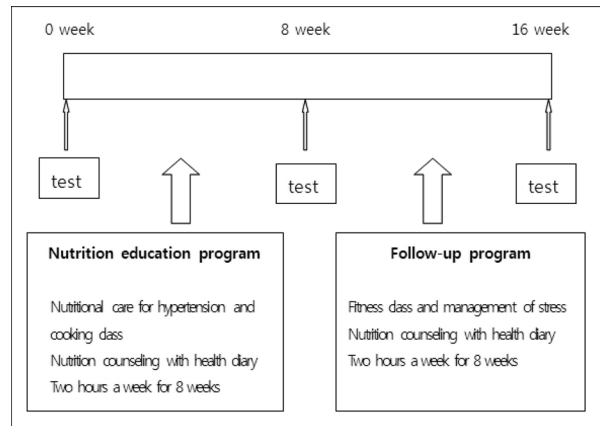 0 week 8 week 16 week
test test test
Nutrition education program
Nutritional care for hypertension and
cooking class
Nutrition counseling with health diary
Two hours a week for 8 weeks
Follow-up program
Fitness class and management of stress
Nutrition counseling with health diary
Two hours a week for 8 weeks